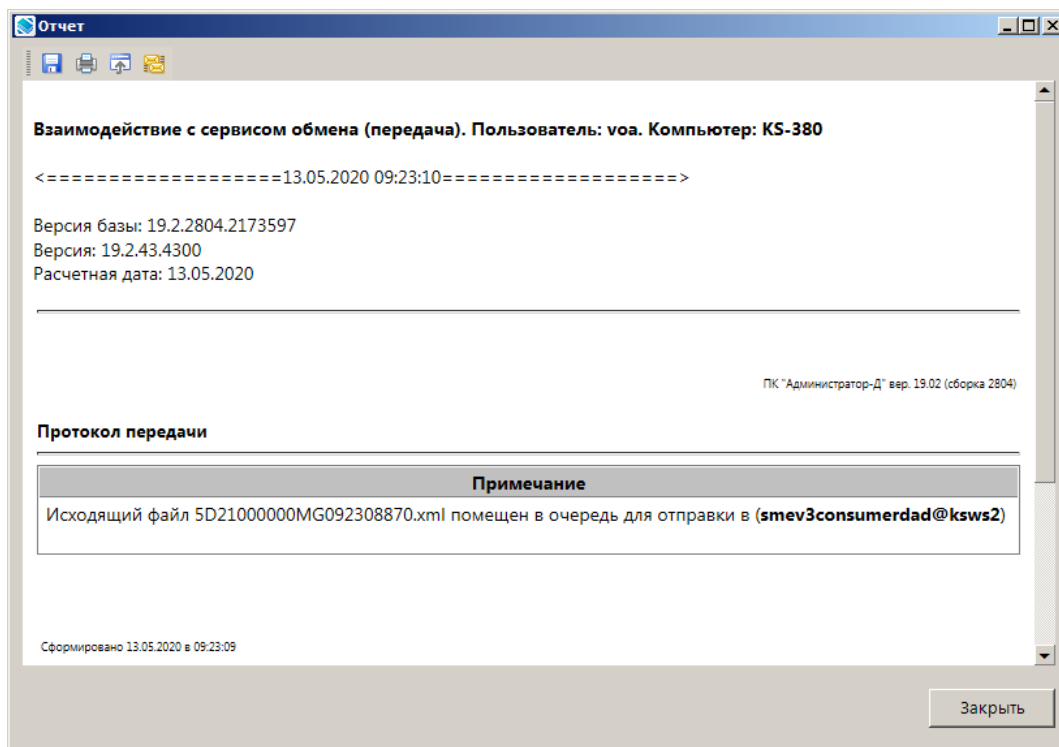 Отчет
Взаимодействие с сервисом обмена (передача). Пользователь: voa. Компьютер: KS-380
<===================13.05.2020 09:23:10===================>
Версия базы: 19.2.2804.2173597
Версия: 19.2.43.4300
Расчетная дата: 13.05.2020
ПК "Администратор-Д" вер. 19.02 (сборка 2804)
Протокол передачи
Примечание
Исходящий файл 5D21000000MG092308870.xml помещен в очередь для отправки в (smev3consumerdad@ksws2)
Сформировано 13.05.2020 в 09:23:09
Закрыть